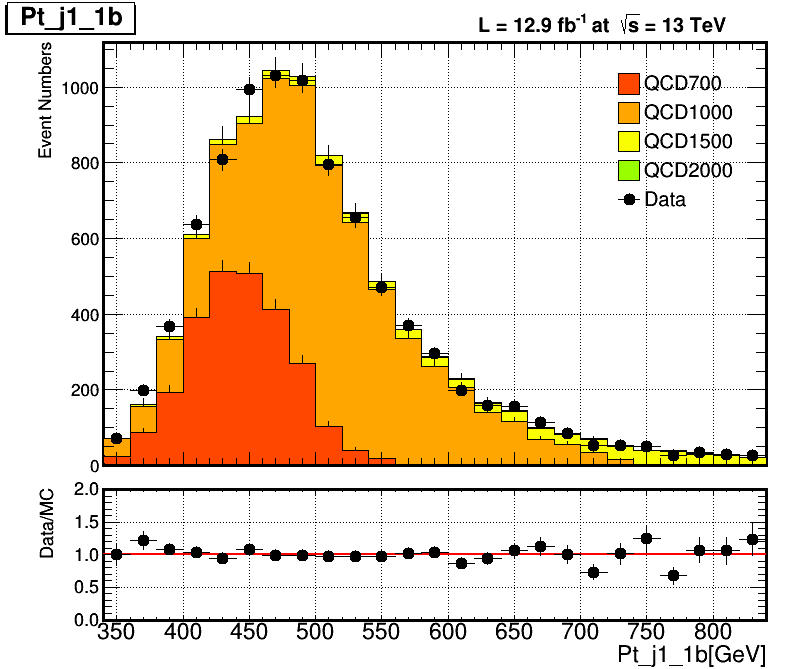 Pt_j1_1b
L = 12.9 fb⁻¹ at √s = 13 TeV
Event Numbers
1000
800
600
400
200
0
QCD700
QCD1000
QCD1500
QCD2000
Data
Data/MC
2.0
1.5
1.0
0.5
0.0
350 400 450 500 550 600 650 700 750 800
Pt_j1_1b[GeV]